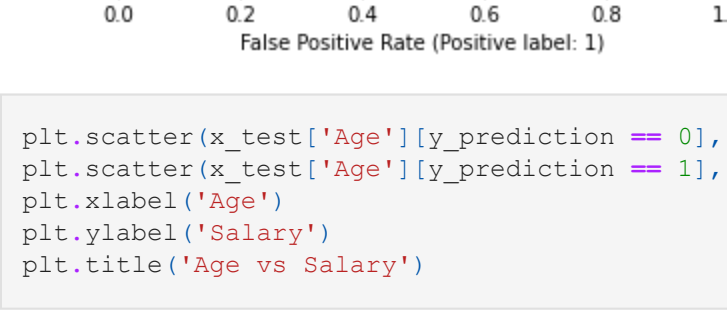 0.0 0.2 0.4 0.6 0.8 1.
False Positive Rate (Positive label: 1)
plt.scatter(x_test['Age'][y_prediction == 0],
plt.scatter(x_test['Age'][y_prediction == 1],
plt.xlabel('Age')
plt.ylabel('Salary')
plt.title('Age vs Salary')